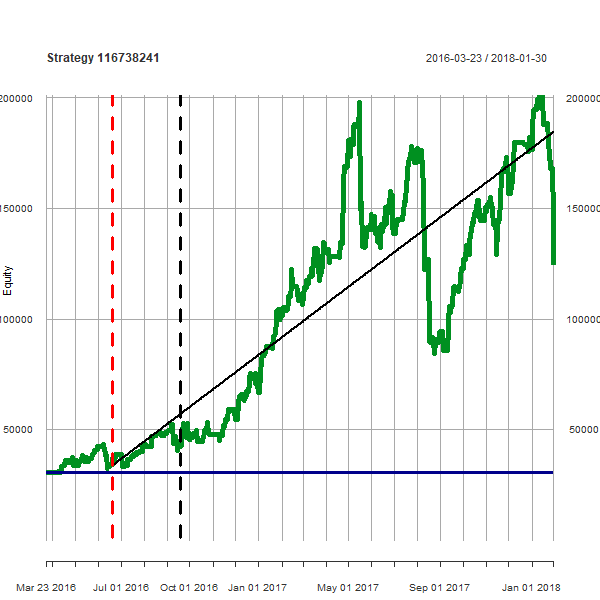 Strategy 116738241
2016-03-23 / 2018-01-30
200000
200000
150000
150000
Equity
100000
100000
50000
50000
Mar 23 2016
Jul 01 2016
Oct 01 2016
Jan 01 2017
May 01 2017
Sep 01 2017
Jan 01 2018